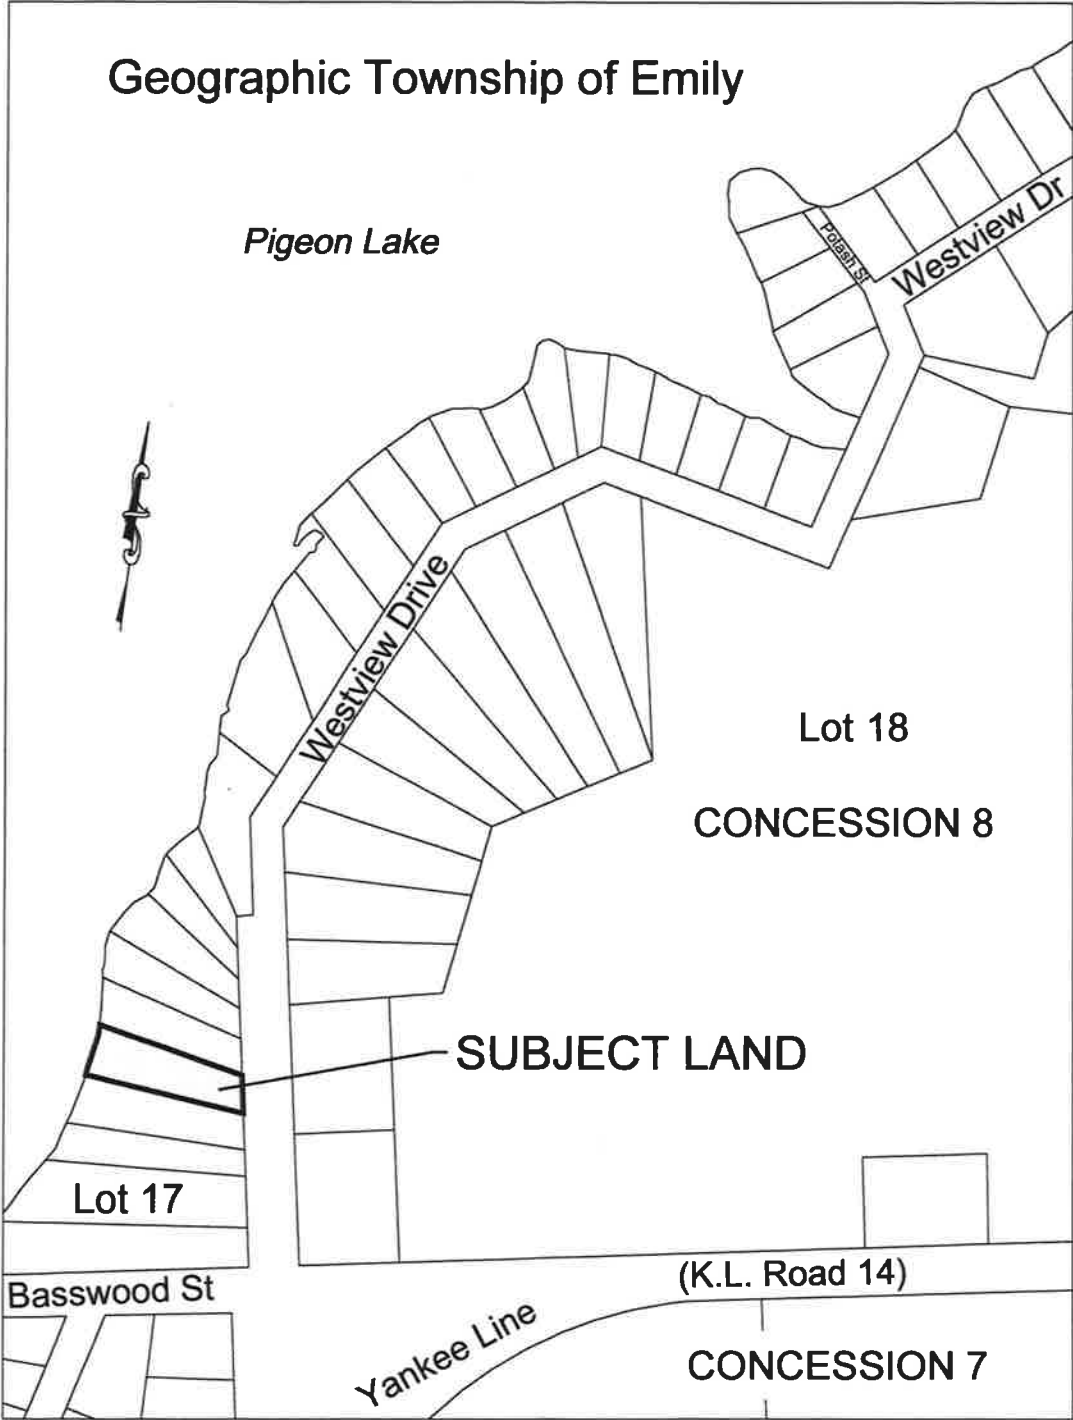 Geographic Township of Emily
Pigeon Lake
Potash St
Westview Dr
Westview Drive
Lot 18
CONCESSION 8
SUBJECT LAND
Lot 17
Basswood St
(K.L. Road 14)
Yankee Line
CONCESSION 7